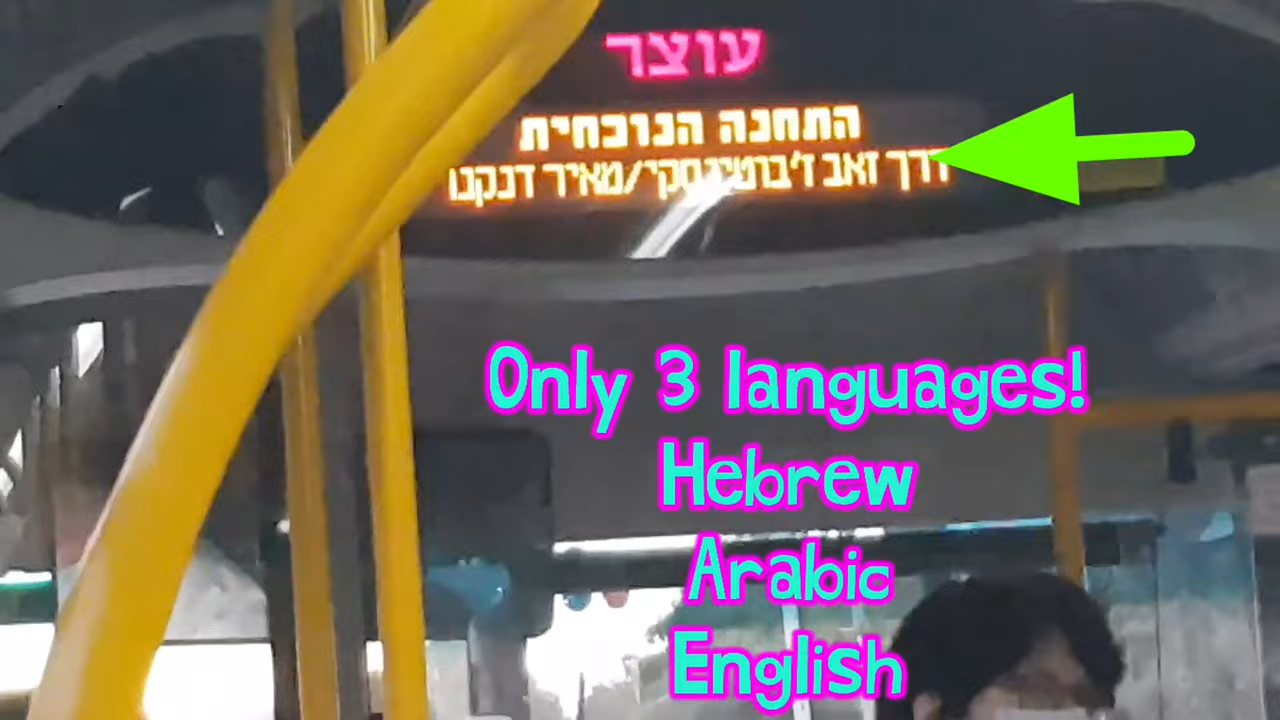 עוצר
התחנה הנוכחית
דרך זאב ז'בוטינסקי/מאיר דנקנו
Only 3 languages!
Hebrew
Arabic
English